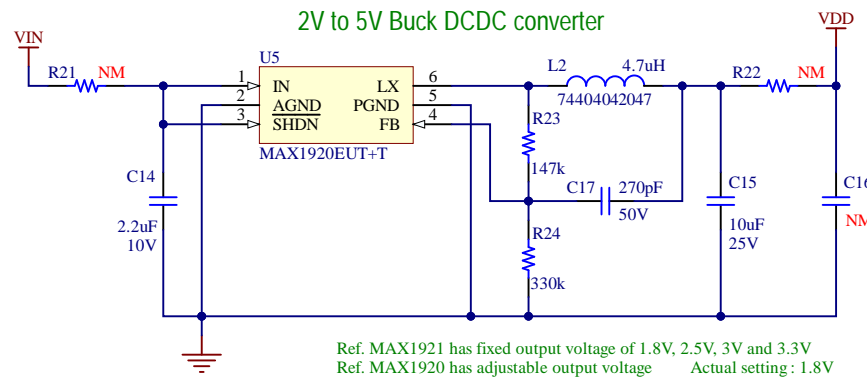 2V to 5V Buck DCDC converter
VIN
VDD
R21
NM
U5
1
IN
2
AGND
3
SHDN
LX
6
PGND
5
FB
4
MAX1920EUT+T
L2
4.7uH
74404042047
R22
NM
R23
147k
C14
2.2uF
10V
C17
270pF
50V
C15
10uF
25V
C16
NM
R24
330k
Ref. MAX1921 has fixed output voltage of 1.8V, 2.5V, 3V and 3.3V
Ref. MAX1920 has adjustable output voltage Actual setting : 1.8V